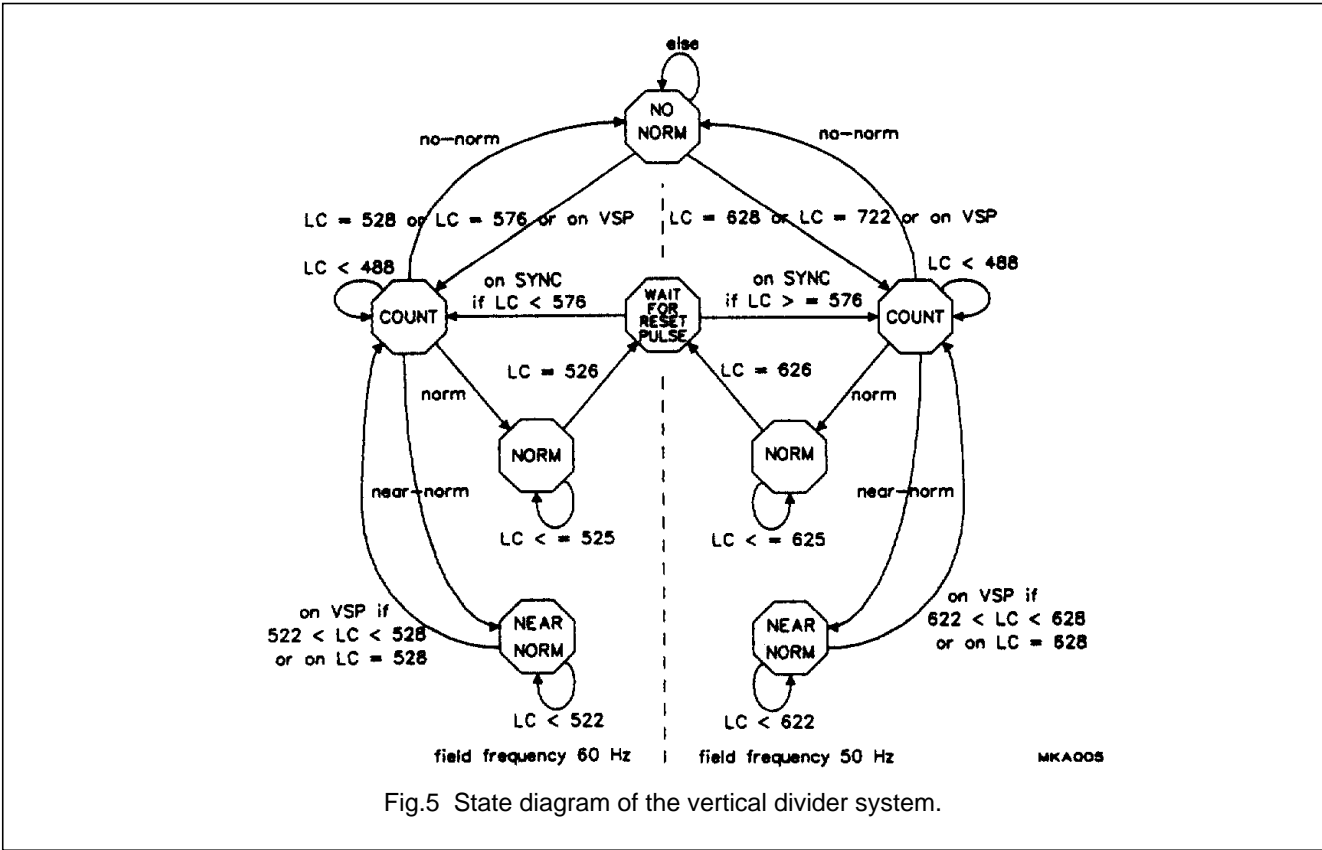 else
NO
NORM
no-norm
no-norm
LC = 528 or LC = 576 or on VSP
LC = 628 or LC = 722 or on VSP
LC < 488
LC < 488
on SYNC
if LC < 576
WAIT
FOR
RESET
PULSE
on SYNC
if LC > = 576
COUNT
COUNT
LC = 526
LC = 626
norm
norm
NORM
NORM
near-norm
near-norm
LC < = 525
LC < = 625
on VSP if
522 < LC < 528
or on LC = 528
NEAR
NORM
NEAR
NORM
on VSP if
622 < LC < 628
or on LC = 628
LC < 522
LC < 622
field frequency 60 Hz
field frequency 50 Hz
MKA005
Fig.5 State diagram of the vertical divider system.